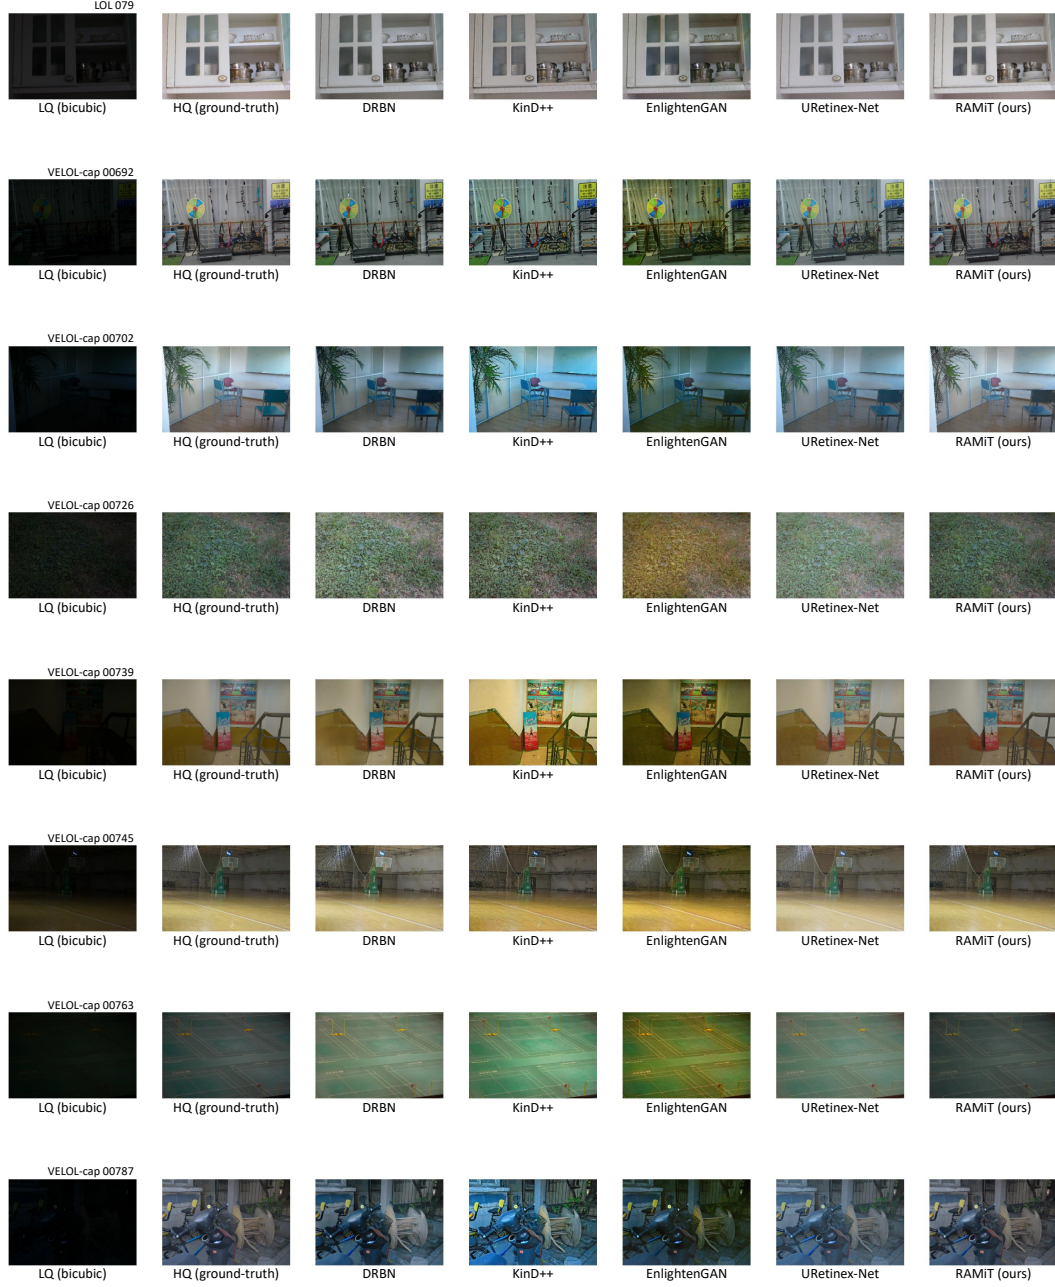 LOL 079
LQ (bicubic) HQ (ground-truth) DRBN KinD++ EnlightenGAN URetinex-Net RAMiT (ours)
VELOL-cap 00692
LQ (bicubic) HQ (ground-truth) DRBN KinD++ EnlightenGAN URetinex-Net RAMiT (ours)
VELOL-cap 00702
LQ (bicubic) HQ (ground-truth) DRBN KinD++ EnlightenGAN URetinex-Net RAMiT (ours)
VELOL-cap 00726
LQ (bicubic) HQ (ground-truth) DRBN KinD++ EnlightenGAN URetinex-Net RAMiT (ours)
VELOL-cap 00739
LQ (bicubic) HQ (ground-truth) DRBN KinD++ EnlightenGAN URetinex-Net RAMiT (ours)
VELOL-cap 00745
LQ (bicubic) HQ (ground-truth) DRBN KinD++ EnlightenGAN URetinex-Net RAMiT (ours)
VELOL-cap 00763
LQ (bicubic) HQ (ground-truth) DRBN KinD++ EnlightenGAN URetinex-Net RAMiT (ours)
VELOL-cap 00787
LQ (bicubic) HQ (ground-truth) DRBN KinD++ EnlightenGAN URetinex-Net RAMiT (ours)